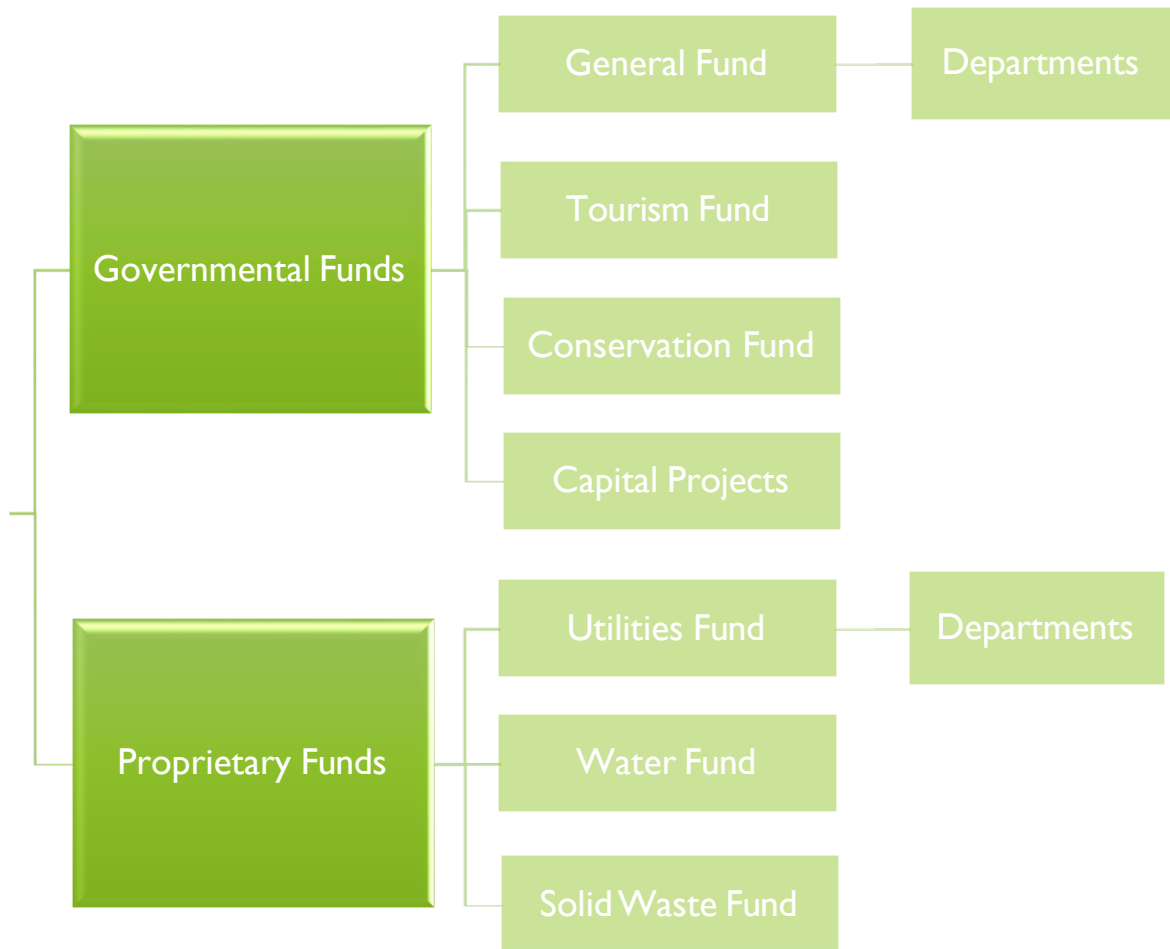 General Fund
Departments
Tourism Fund
Governmental Funds
Conservation Fund
Capital Projects
Utilities Fund
Departments
Proprietary Funds
Water Fund
Solid Waste Fund